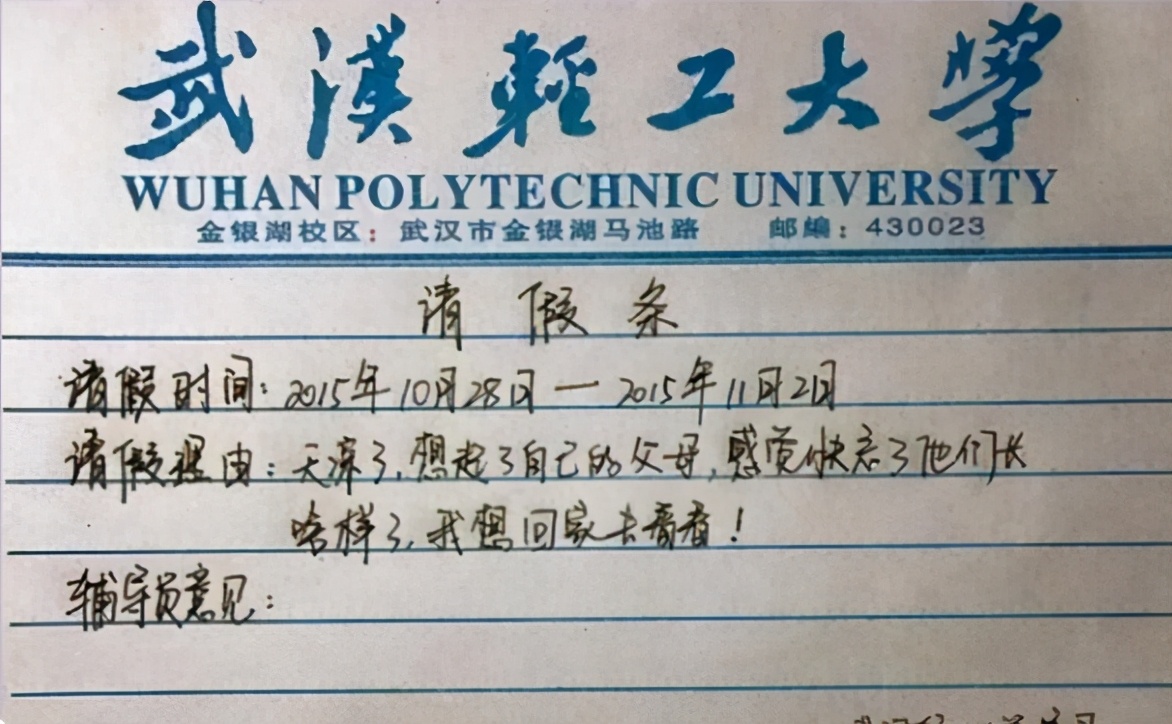 武漢輕工大學
WUHAN POLYTECHNIC UNIVERSITY
金银湖校区：武汉市金银湖马池路 邮编：430023
请假条
请假时间：2015年10月28日—2015年11月2日
请假理由：天凉了，想起了自己的父母，感觉快忘了他们长
啥样了，我想回家去看看！
辅导员意见：